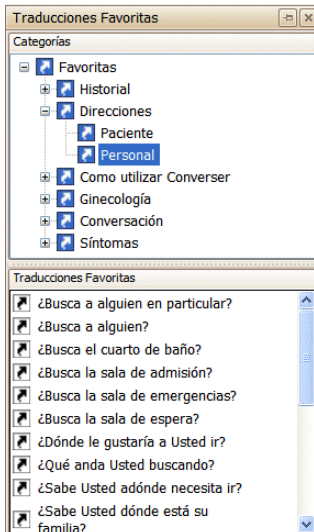 Traducciones Favoritas
Categorías
Favoritas
Historial
Direcciones
Paciente
Personal
Como utilizar Converser
Ginecología
Conversación
Síntomas
Traducciones Favoritas
¿Busca a alguien en particular?
¿Busca a alguien?
¿Busca el cuarto de baño?
¿Busca la sala de admisión?
¿Busca la sala de emergencias?
¿Busca la sala de espera?
¿Dónde le gustaría a Usted ir?
¿Qué anda Usted buscando?
¿Sabe Usted adónde necesita ir?
¿Sabe Usted dónde está su
familia?